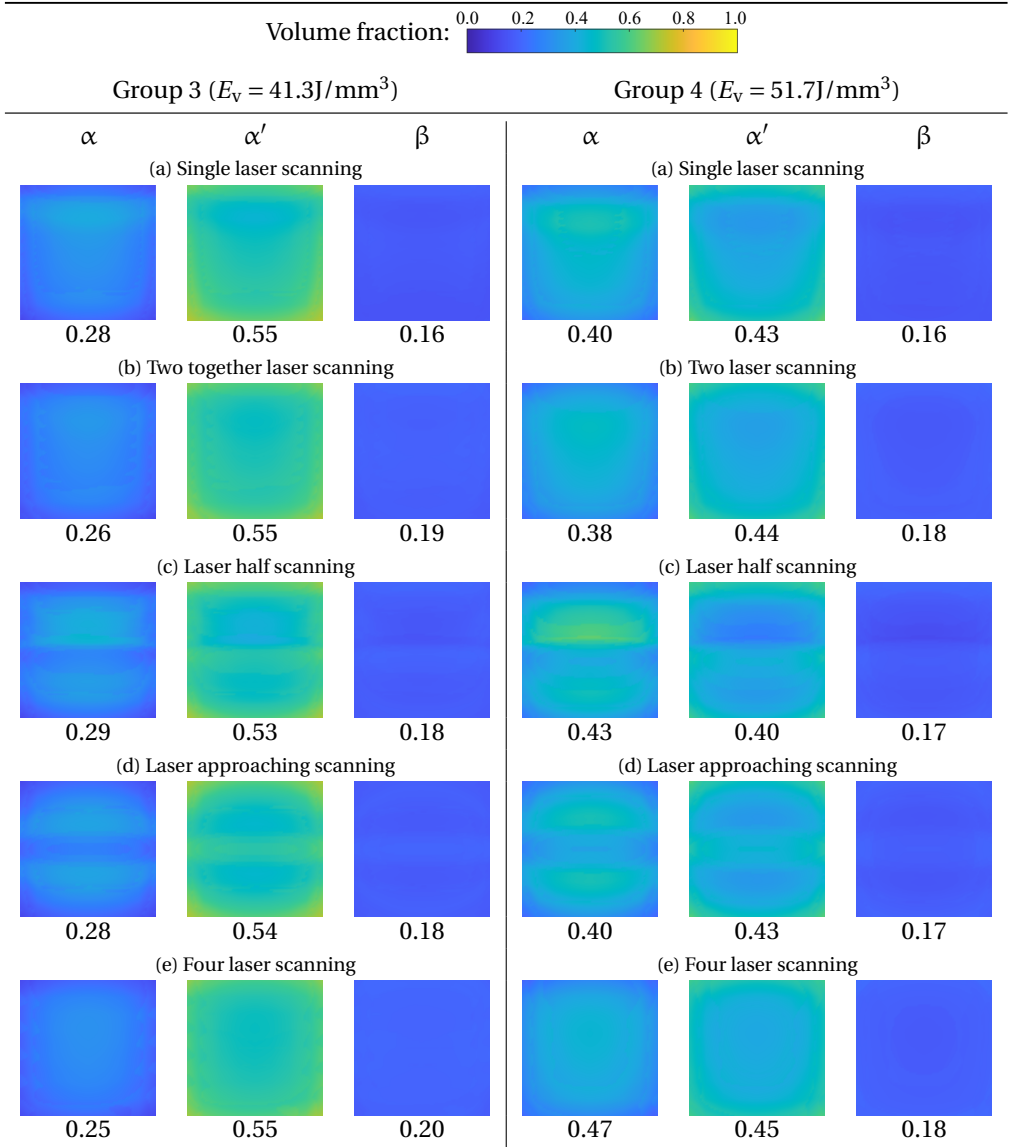 Volume fraction: 0.0 0.2 0.4 0.6 0.8 1.0
Group 3 (Ev = 41.3J/mm³) Group 4 (Ev = 51.7J/mm³)
α α′ β α α′ β
(a) Single laser scanning (a) Single laser scanning
0.28 0.55 0.16 0.40 0.43 0.16
(b) Two together laser scanning (b) Two laser scanning
0.26 0.55 0.19 0.38 0.44 0.18
(c) Laser half scanning (c) Laser half scanning
0.29 0.53 0.18 0.43 0.40 0.17
(d) Laser approaching scanning (d) Laser approaching scanning
0.28 0.54 0.18 0.40 0.43 0.17
(e) Four laser scanning (e) Four laser scanning
0.25 0.55 0.20 0.47 0.45 0.18